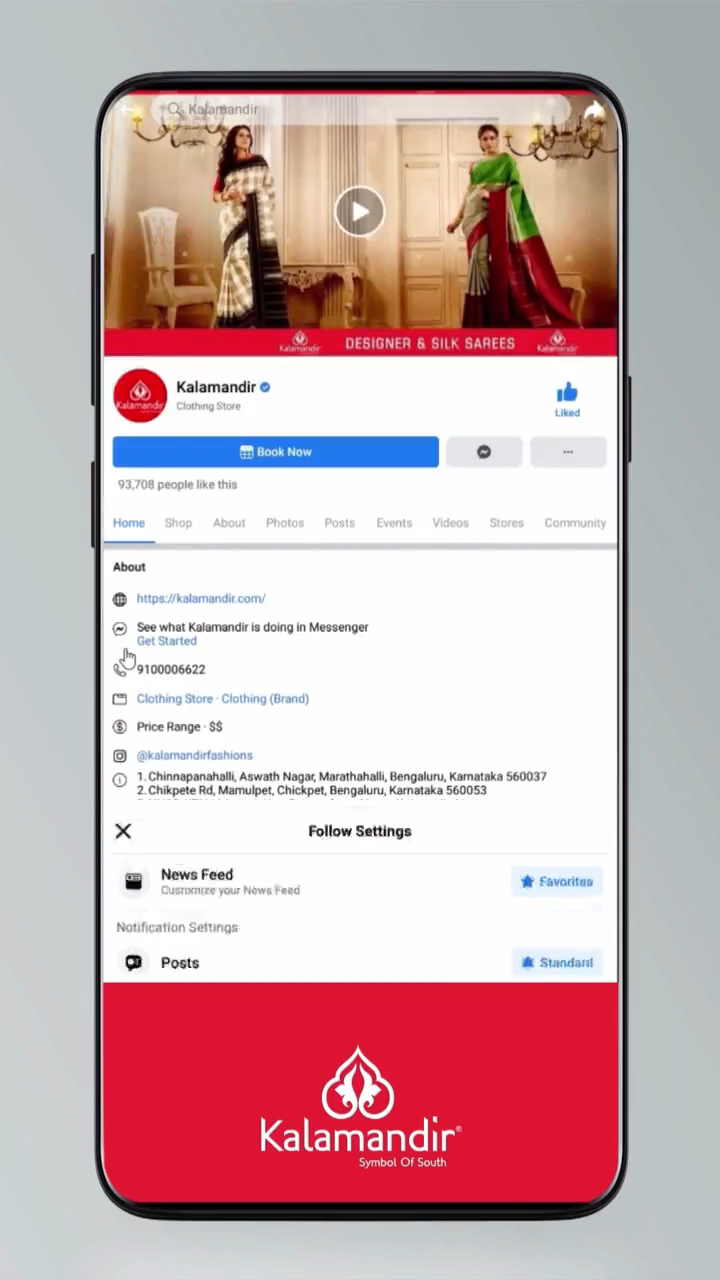 Kalamandir
Kalamandir
DESIGNER & SILK SAREES
Kalamandir
Kalamandir
Kalamandir
Clothing Store
Liked
Book Now
93,708 people like this
Home Shop About Photos Posts Events Videos Stores Community
About
https://kalamandir.com/
See what Kalamandir is doing in Messenger
Get Started
9100006622
Clothing Store · Clothing (Brand)
Price Range · $$
@kalamandirfashions
1. Chinnapanahalli, Aswath Nagar, Marathahalli, Bengaluru, Karnataka 560037
2. Chikpete Rd, Mamulpet, Chickpet, Bengaluru, Karnataka 560053
Follow Settings
News Feed
Customize your News Feed
Favorites
Notification Settings
Posts
Standard
Kalamandir®
Symbol Of South